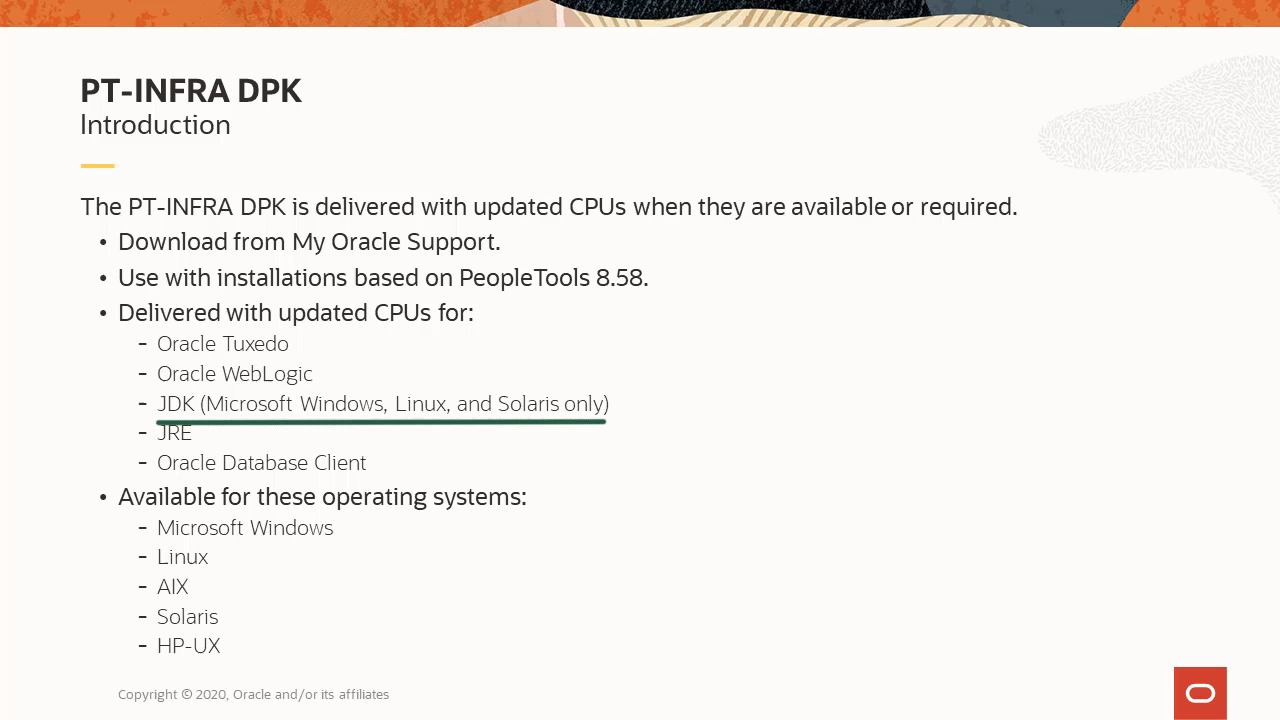 PT-INFRA DPK
Introduction
The PT-INFRA DPK is delivered with updated CPUs when they are available or required.
• Download from My Oracle Support.
• Use with installations based on PeopleTools 8.58.
• Delivered with updated CPUs for:
- Oracle Tuxedo
- Oracle WebLogic
- JDK (Microsoft Windows, Linux, and Solaris only)
- JRE
- Oracle Database Client
• Available for these operating systems:
- Microsoft Windows
- Linux
- AIX
- Solaris
- HP-UX
Copyright © 2020, Oracle and/or its affiliates